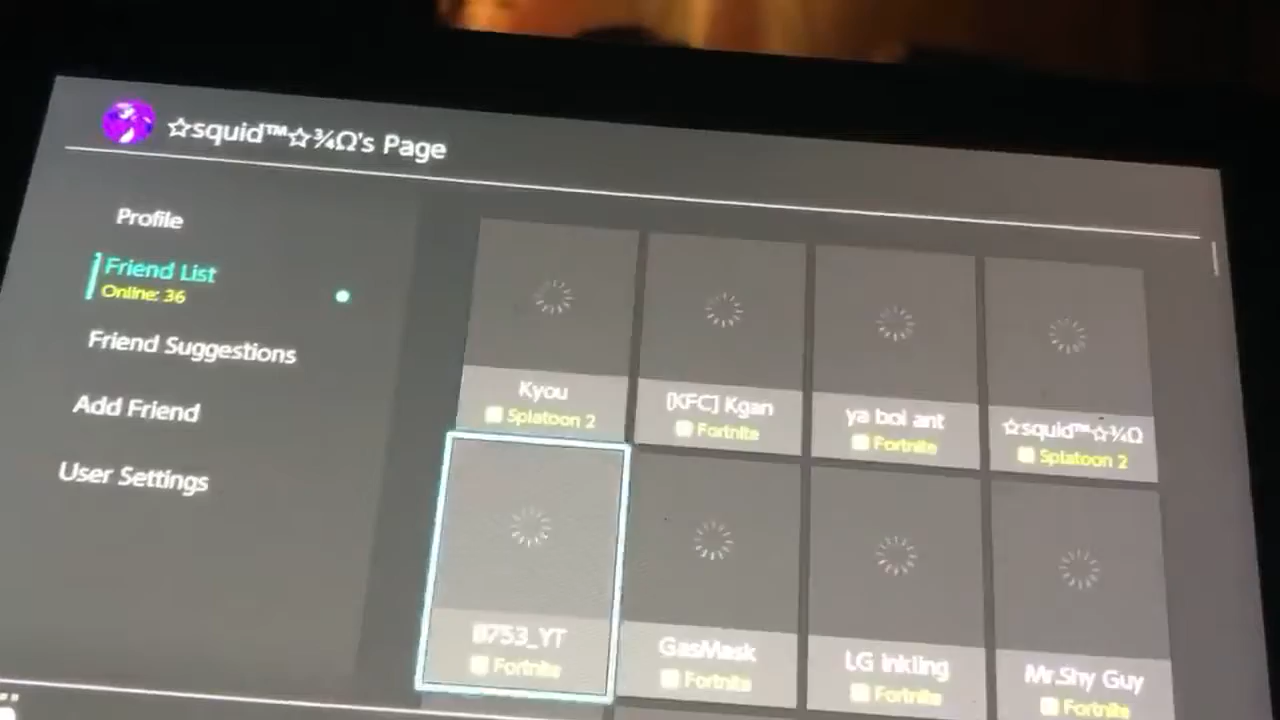 ☆squid™☆¾Ω's Page
Profile
Friend List
Online: 36
Friend Suggestions
Add Friend
User Settings
Kyou
Splatoon 2
[KFC] Kgan
Fortnite
ya boi ant
Fortnite
☆squid™☆¾Ω
Splatoon 2
Fortnite
GasMask
Fortnite
LG inkling
Fortnite
Mr.Shy Guy
Fortnite